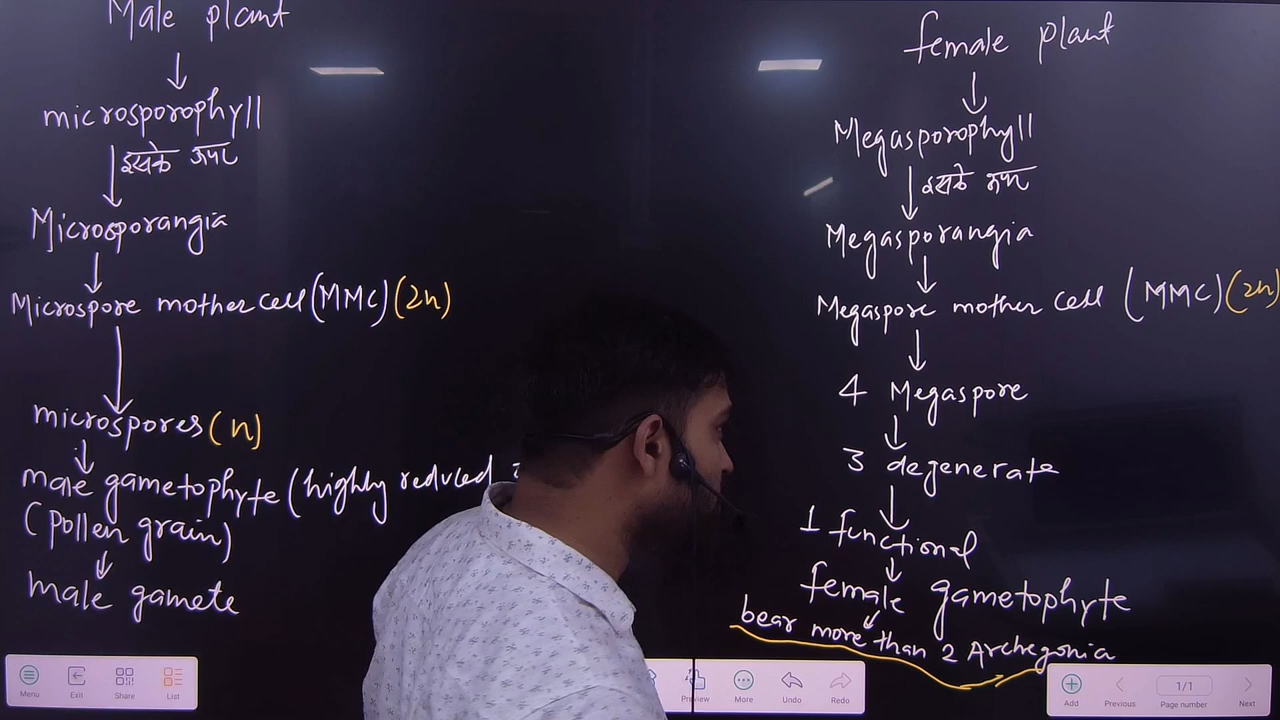 Male plant
↓
microsporophyll
↓ इसके ऊपर
Microsporangia
↓
Microspore mother cell (MMC) (2n)
↓
microspores (n)
↓
male gametophyte (highly reduced
(pollen grain)
↓
male gamete
female plant
↓
Megasporophyll
↓ इसके ऊपर
Megasporangia
↓
Megaspore mother cell (MMC) (2n)
↓
4 Megaspore
↓
3 degenerate
↓
1 functional
↓
female gametophyte
↓
bear more than 2 Archegonia
Menu
Exit
Share
List
More
Undo
Redo
Add
Previous
1/1
Page number
Next